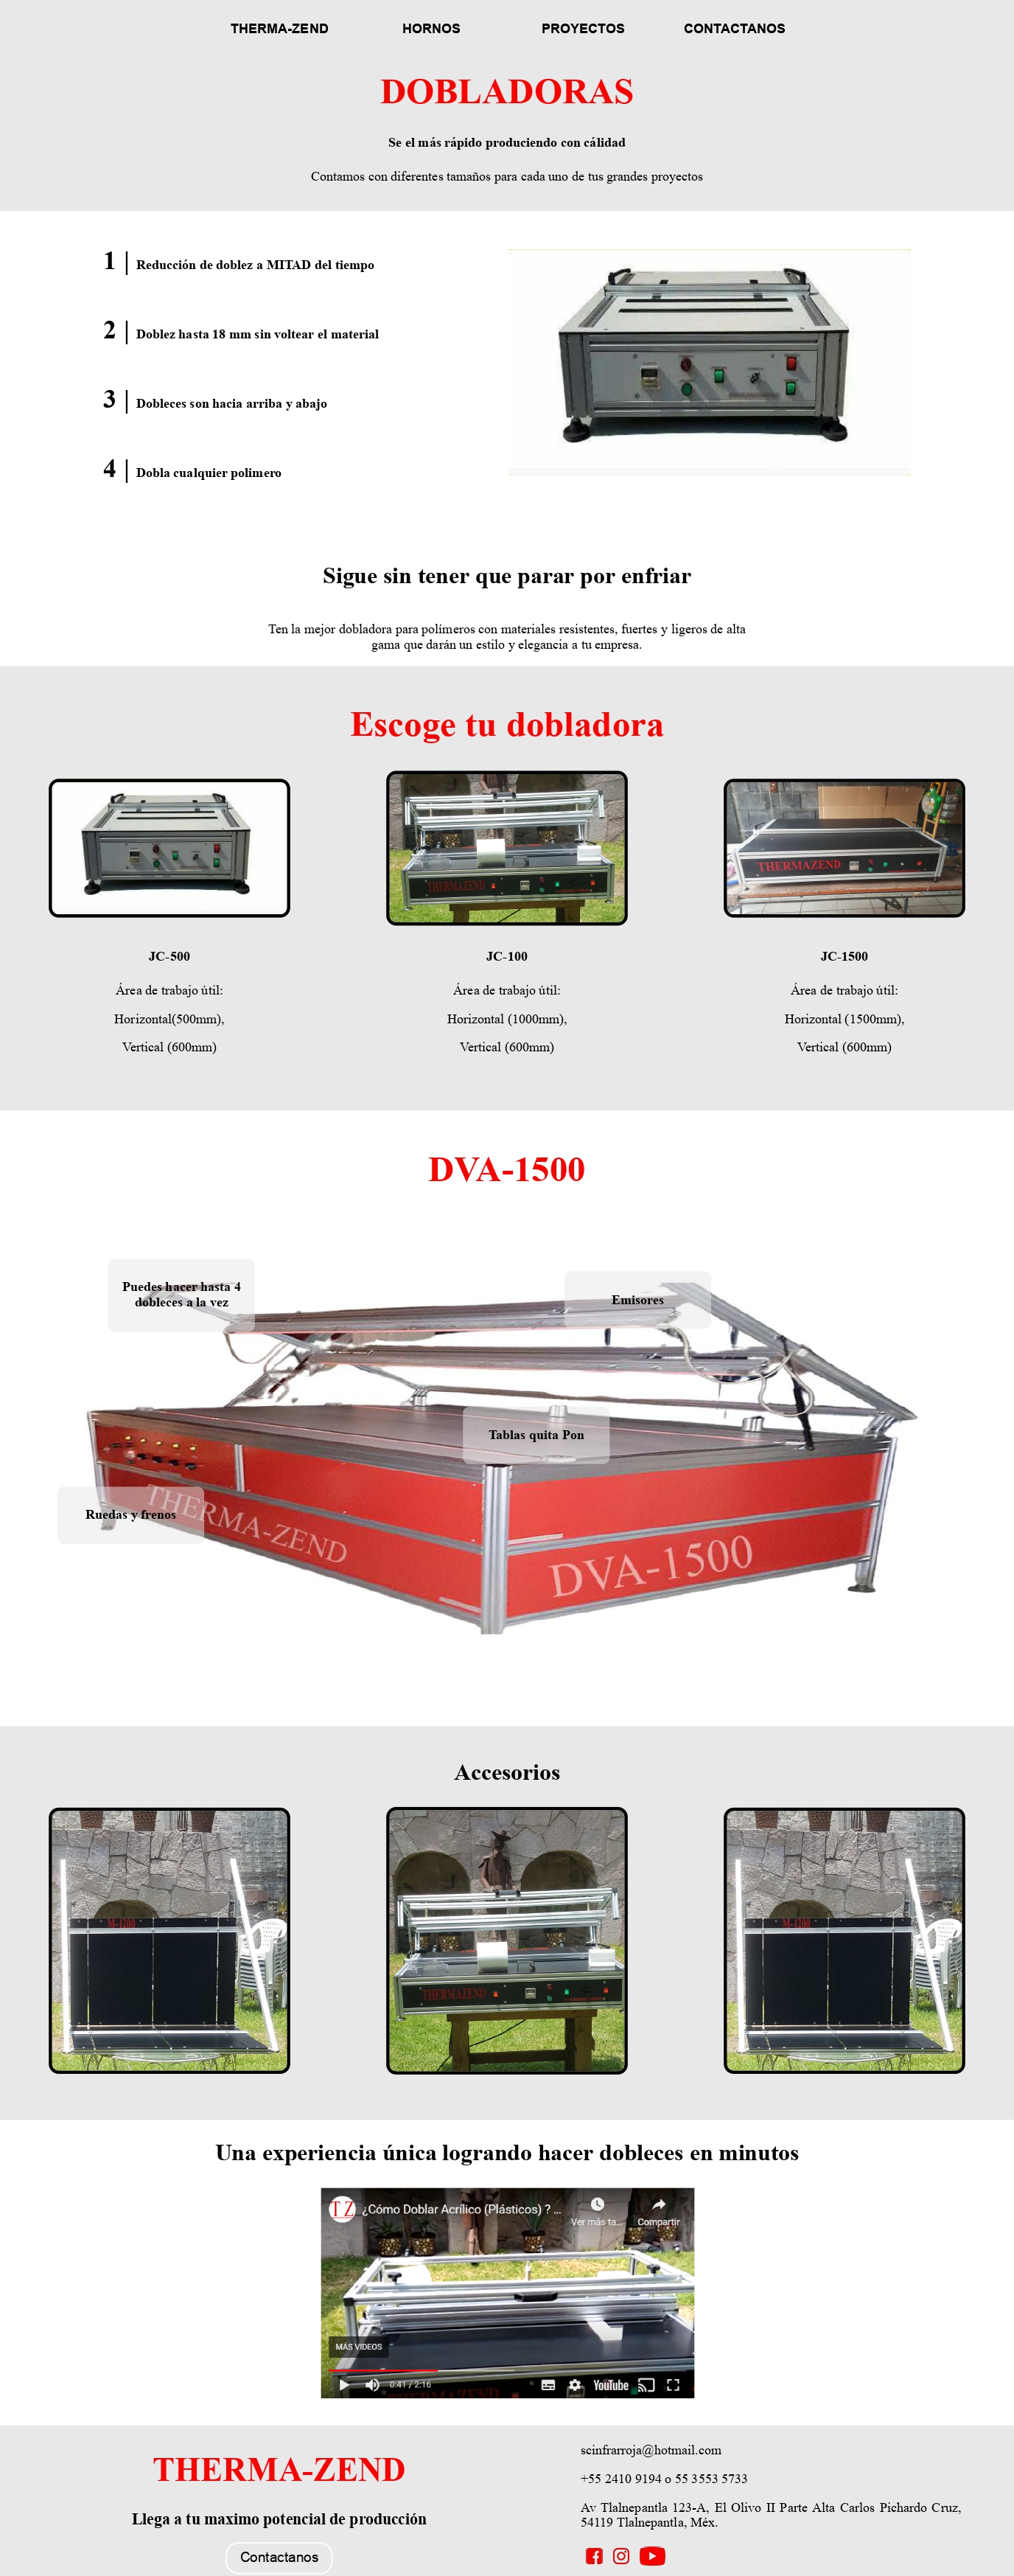 THERMA-ZEND HORNOS PROYECTOS CONTACTANOS
DOBLADORAS
Se el más rápido produciendo con cálidad
Contamos con diferentes tamaños para cada uno de tus grandes proyectos
1 | Reducción de doblez a MITAD del tiempo
2 | Doblez hasta 18 mm sin voltear el material
3 | Dobleces son hacia arriba y abajo
4 | Dobla cualquier polimero
Sigue sin tener que parar por enfriar
Ten la mejor dobladora para polímeros con materiales resistentes, fuertes y ligeros de alta
gama que darán un estilo y elegancia a tu empresa.
Escoge tu dobladora
THERMAZEND
THERMAZEND
JC-500
Área de trabajo útil:
Horizontal(500mm),
Vertical (600mm)
JC-100
Área de trabajo útil:
Horizontal (1000mm),
Vertical (600mm)
JC-1500
Área de trabajo útil:
Horizontal (1500mm),
Vertical (600mm)
DVA-1500
Puedes hacer hasta 4
dobleces a la vez
Emisores
Tablas quita Pon
Ruedas y frenos
THERMA-ZEND
DVA-1500
Accesorios
M-1200
THERMAZEND
M-1200
Una experiencia única logrando hacer dobleces en minutos
TZ ¿Cómo Doblar Acrílico (Plásticos) ? ...
Ver más ta... Compartir
MÁS VIDEOS
0:41 / 2:16 YouTube
THERMAZEND
THERMA-ZEND
Llega a tu maximo potencial de producción
Contactanos
scinfrarroja@hotmail.com
+55 2410 9194 o 55 3553 5733
Av Tlalnepantla 123-A, El Olivo II Parte Alta Carlos Pichardo Cruz,
54119 Tlalnepantla, Méx.